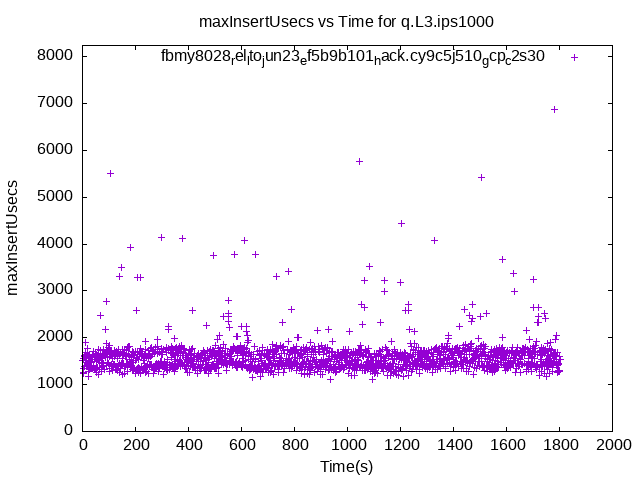 maxInsertUsecs vs Time for q.L3.ips1000
fbmy8028relltojun23ef5b9b101hack.cy9c5j510gcpc2s30
8000
7000
6000
5000
4000
3000
2000
1000
0
maxInsertUsecs
0 200 400 600 800 1000 1200 1400 1600 1800 2000
Time(s)